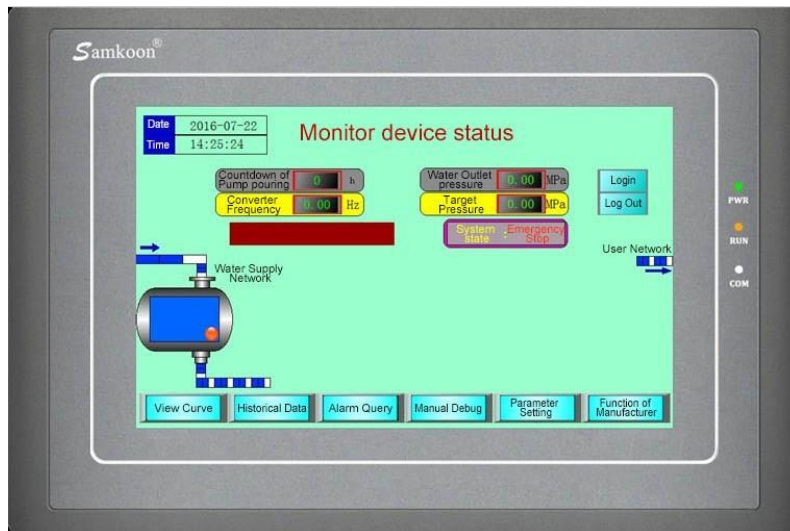 Samkoon®
Date 2016-07-22
Time 14:25:24
Monitor device status
Countdown of
Pump pouring 0 h
Water Outlet
pressure 0.00 MPa
Login
Converter
Frequency 0.00 Hz
Target
Pressure 0.00 MPa
Log Out
System
state : Emergency
Stop
User Network
Water Supply
Network
PWR
RUN
COM
View Curve
Historical Data
Alarm Query
Manual Debug
Parameter
Setting
Function of
Manufacturer